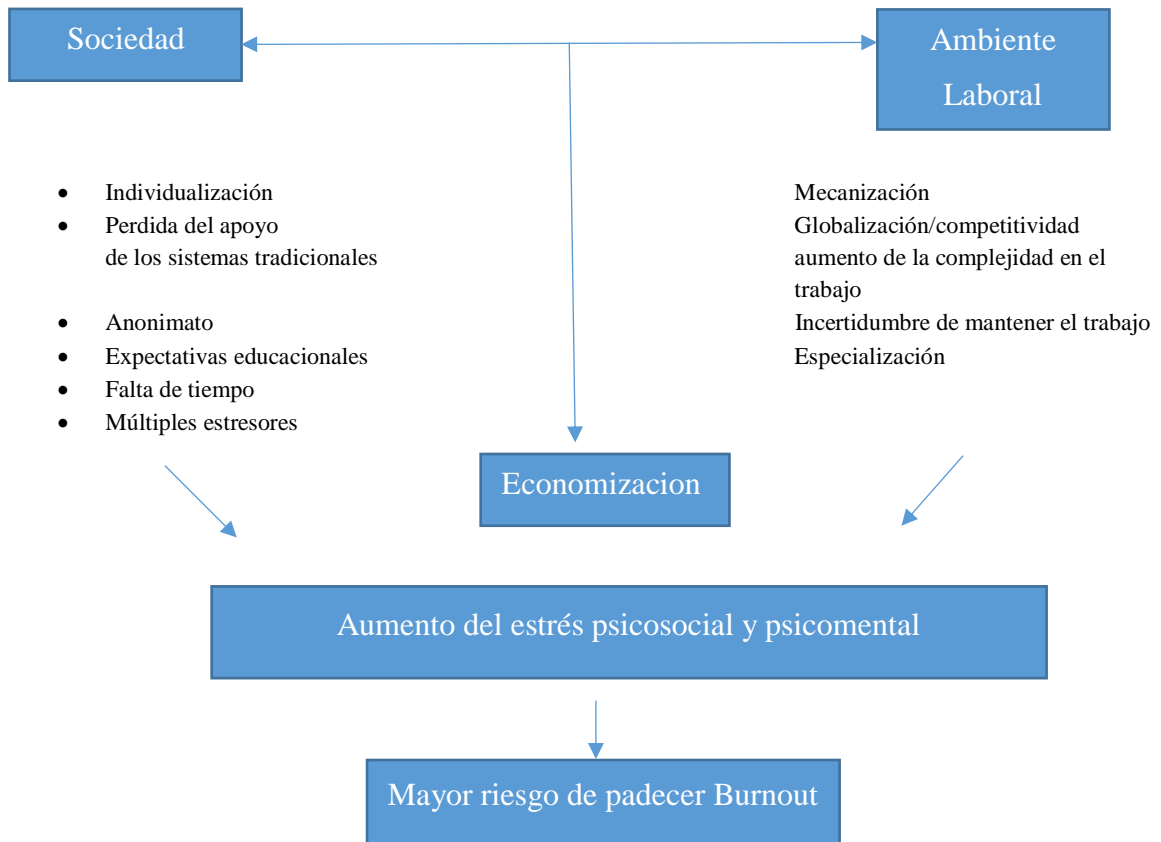 Sociedad
Ambiente
Laboral
• Individualización
• Perdida del apoyo
de los sistemas tradicionales
• Anonimato
• Expectativas educacionales
• Falta de tiempo
• Múltiples estresores
Mecanización
Globalización/competitividad
aumento de la complejidad en el
trabajo
Incertidumbre de mantener el trabajo
Especialización
Economizacion
Aumento del estrés psicosocial y psicomental
Mayor riesgo de padecer Burnout